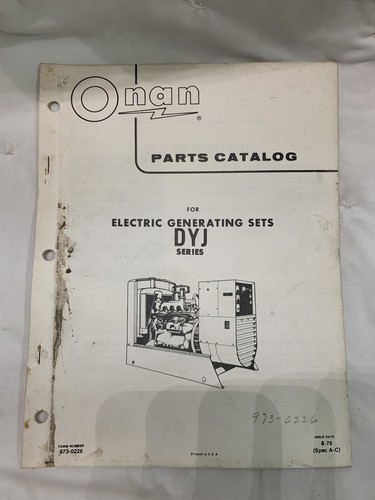 Onan
®
PARTS CATALOG
FOR
ELECTRIC GENERATING SETS
DYJ
SERIES
973-0226
FORM NUMBER
973-0226
Printed in U.S.A.
ISSUE DATE
6-78
(Spec A-C)